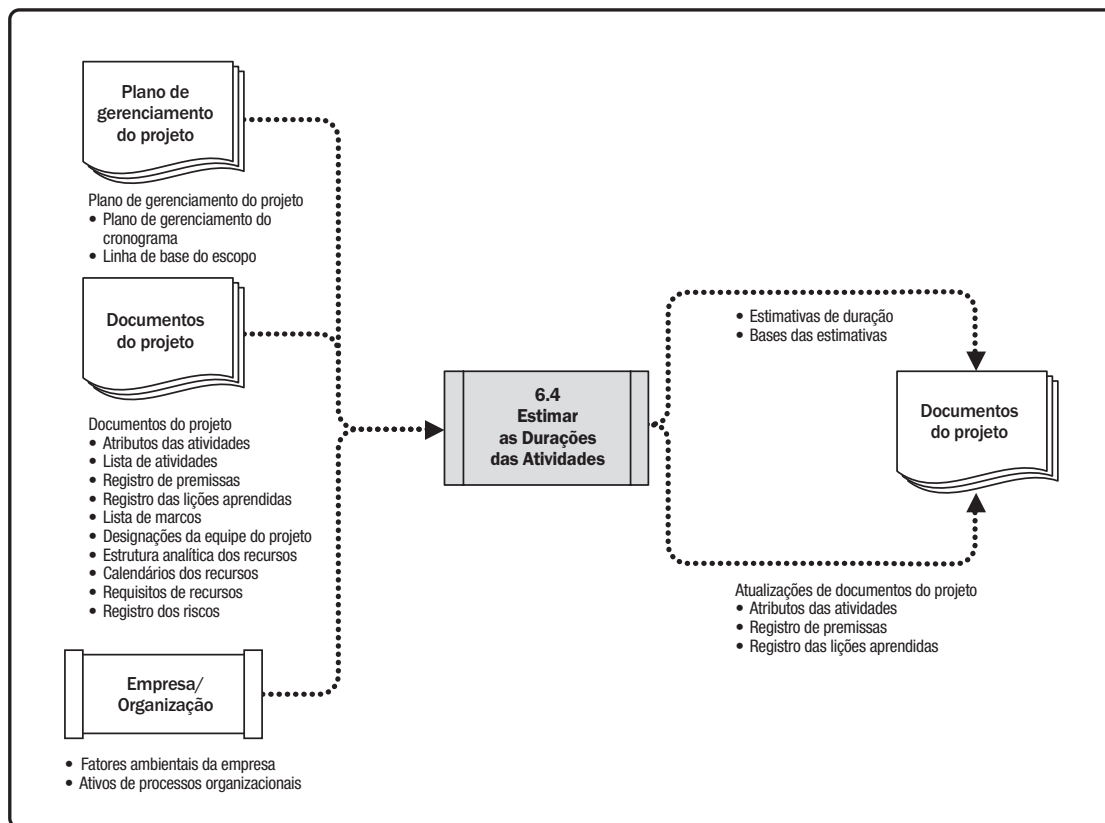 Plano de
gerenciamento
do projeto
Plano de gerenciamento do projeto
• Plano de gerenciamento do
cronograma
• Linha de base do escopo
Documentos
do projeto
Documentos do projeto
• Atributos das atividades
• Lista de atividades
• Registro de premissas
• Registro das lições aprendidas
• Lista de marcos
• Designações da equipe do projeto
• Estrutura analítica dos recursos
• Calendários dos recursos
• Requisitos de recursos
• Registro dos riscos
Empresa/
Organização
• Fatores ambientais da empresa
• Ativos de processos organizacionais
6.4
Estimar
as Durações
das Atividades
• Estimativas de duração
• Bases das estimativas
Documentos
do projeto
Atualizações de documentos do projeto
• Atributos das atividades
• Registro de premissas
• Registro das lições aprendidas